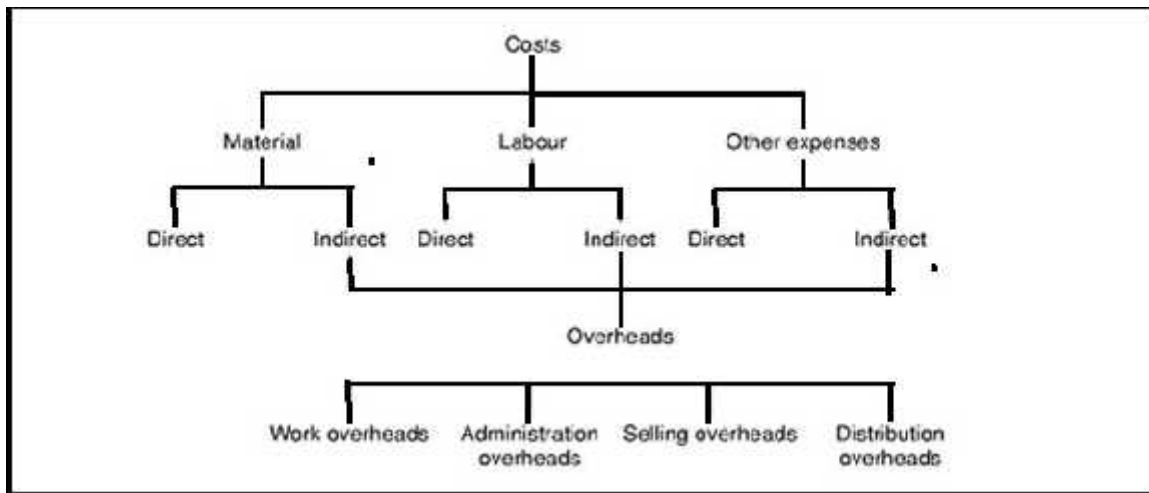 Costs
Material Labour Other expenses
Direct Indirect Direct Indirect Direct Indirect
Overheads
Work overheads Administration Selling overheads Distribution
overheads overheads